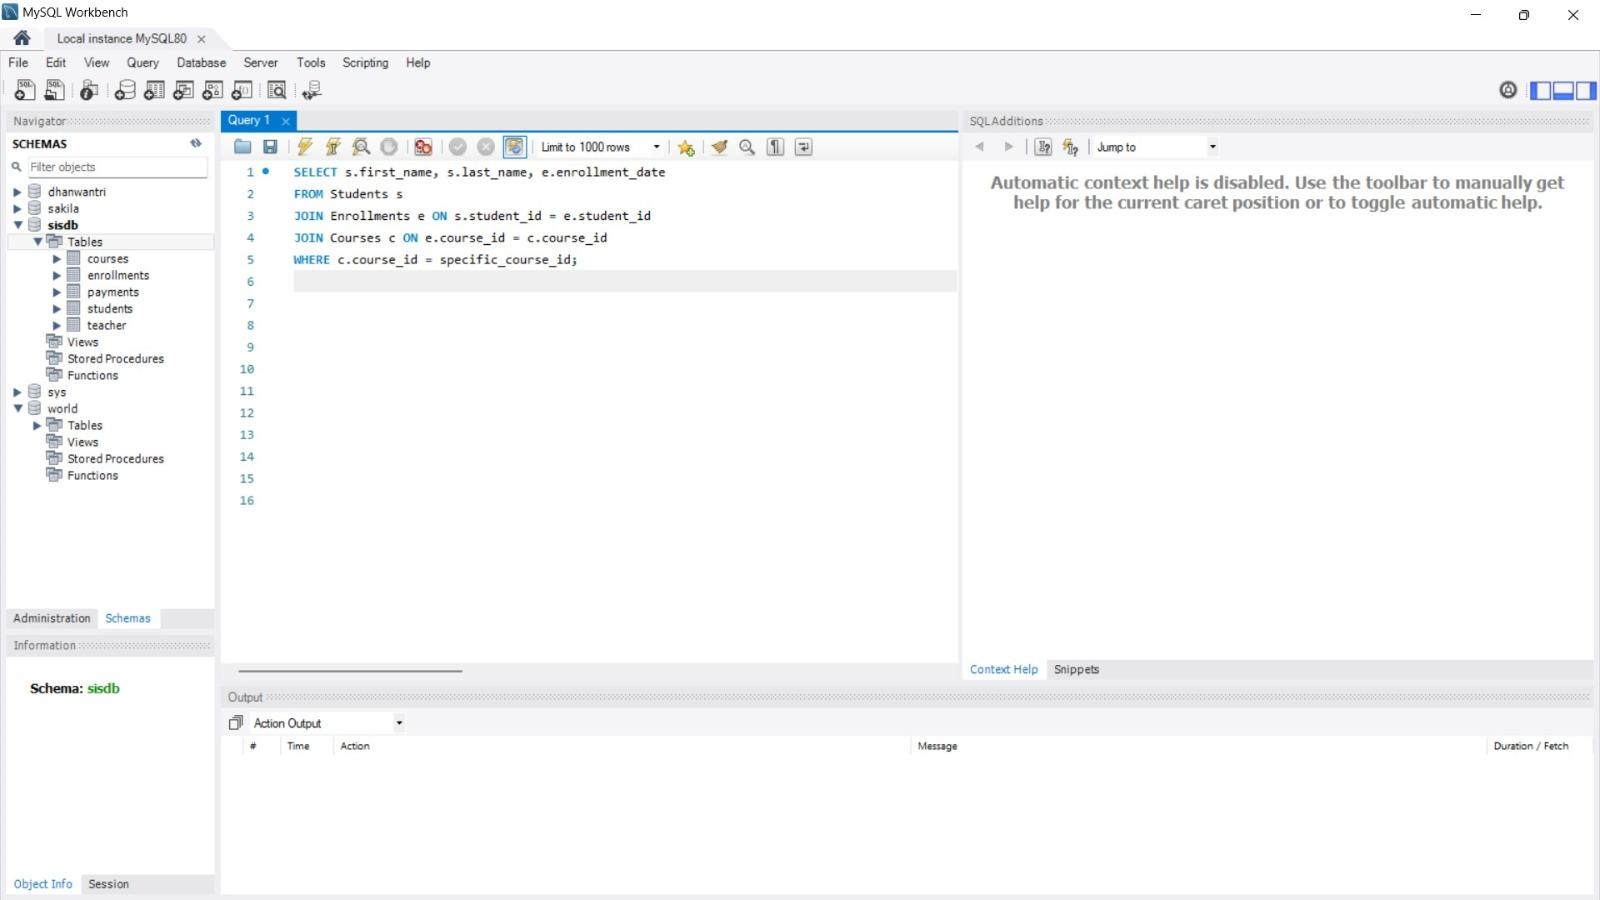 MySQL Workbench
Local instance MySQL80
File Edit View Query Database Server Tools Scripting Help
Navigator
SCHEMAS
Filter objects
dhanwantri
sakila
sisdb
Tables
courses
enrollments
payments
students
teacher
Views
Stored Procedures
Functions
sys
world
Tables
Views
Stored Procedures
Functions
Administration Schemas
Information
Schema: sisdb
Object Info Session
Query 1
Limit to 1000 rows
1 SELECT s.first_name, s.last_name, e.enrollment_date
2 FROM Students s
3 JOIN Enrollments e ON s.student_id = e.student_id
4 JOIN Courses c ON e.course_id = c.course_id
5 WHERE c.course_id = specific_course_id;
6
7
8
9
10
11
12
13
14
15
16
SQLAdditions
Jump to
Automatic context help is disabled. Use the toolbar to manually get
help for the current caret position or to toggle automatic help.
Context Help Snippets
Output
Action Output
# Time Action Message Duration / Fetch